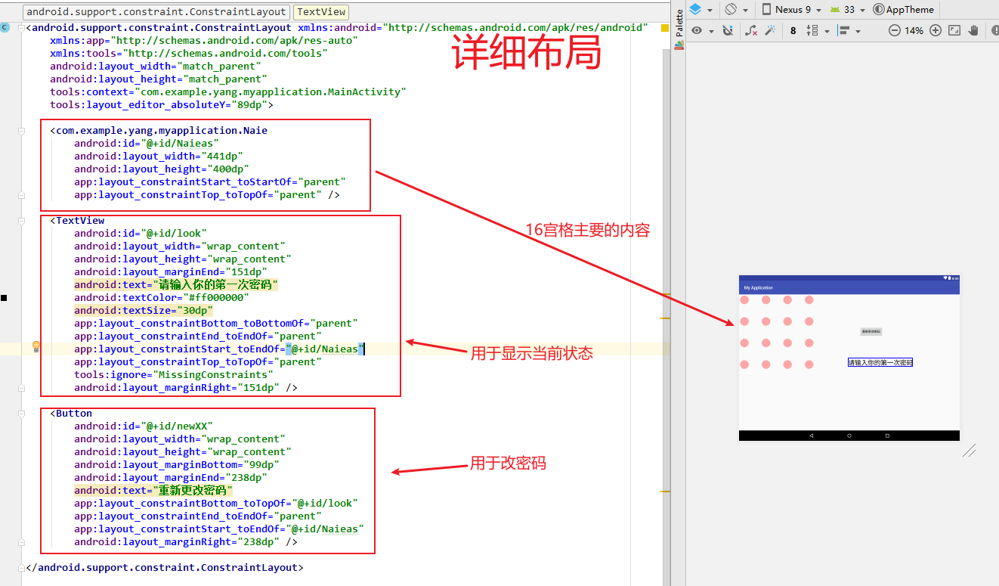 android.support.constraint.ConstraintLayout TextView
Nexus 9 33 AppTheme
Palette
8 14%
<android.support.constraint.ConstraintLayout xmlns:android="http://schemas.android.com/apk/res/android"
xmlns:app="http://schemas.android.com/apk/res-auto"
xmlns:tools="http://schemas.android.com/tools"
android:layout_width="match_parent"
android:layout_height="match_parent"
tools:context="com.example.yang.myapplication.MainActivity"
tools:layout_editor_absoluteY="89dp">
详细布局
<com.example.yang.myapplication.Naie
android:id="@+id/Naieas"
android:layout_width="441dp"
android:layout_height="400dp"
app:layout_constraintStart_toStartOf="parent"
app:layout_constraintTop_toTopOf="parent" />
16宫格主要的内容
<TextView
android:id="@+id/look"
android:layout_width="wrap_content"
android:layout_height="wrap_content"
android:layout_marginEnd="151dp"
android:text="请输入你的第一次密码"
android:textColor="#ff000000"
android:textSize="30dp"
app:layout_constraintBottom_toBottomOf="parent"
app:layout_constraintEnd_toEndOf="parent"
app:layout_constraintStart_toEndOf="@+id/Naieas"
app:layout_constraintTop_toTopOf="parent"
tools:ignore="MissingConstraints"
android:layout_marginRight="151dp" />
用于显示当前状态
<Button
android:id="@+id/newXX"
android:layout_width="wrap_content"
android:layout_height="wrap_content"
android:layout_marginBottom="99dp"
android:layout_marginEnd="238dp"
android:text="重新更改密码"
app:layout_constraintBottom_toTopOf="@+id/look"
app:layout_constraintEnd_toEndOf="parent"
app:layout_constraintStart_toEndOf="@+id/Naieas"
android:layout_marginRight="238dp" />
用于改密码
</android.support.constraint.ConstraintLayout>
C
8:00
My Application
重新更改密码
请输入你的第一次密码